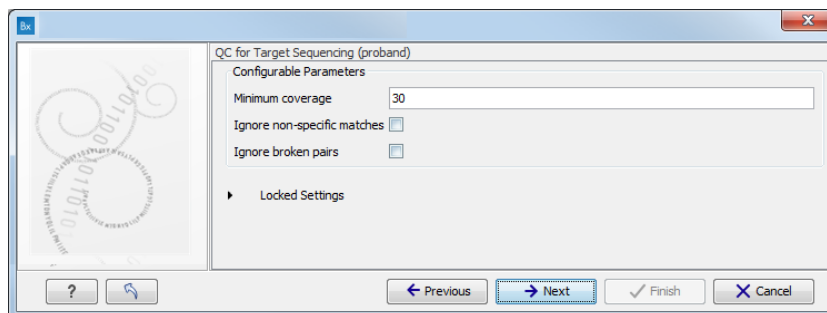 Bx
QC for Target Sequencing (proband)
Configurable Parameters
Minimum coverage 30
Ignore non-specific matches
Ignore broken pairs
Locked Settings
? Previous Next Finish Cancel